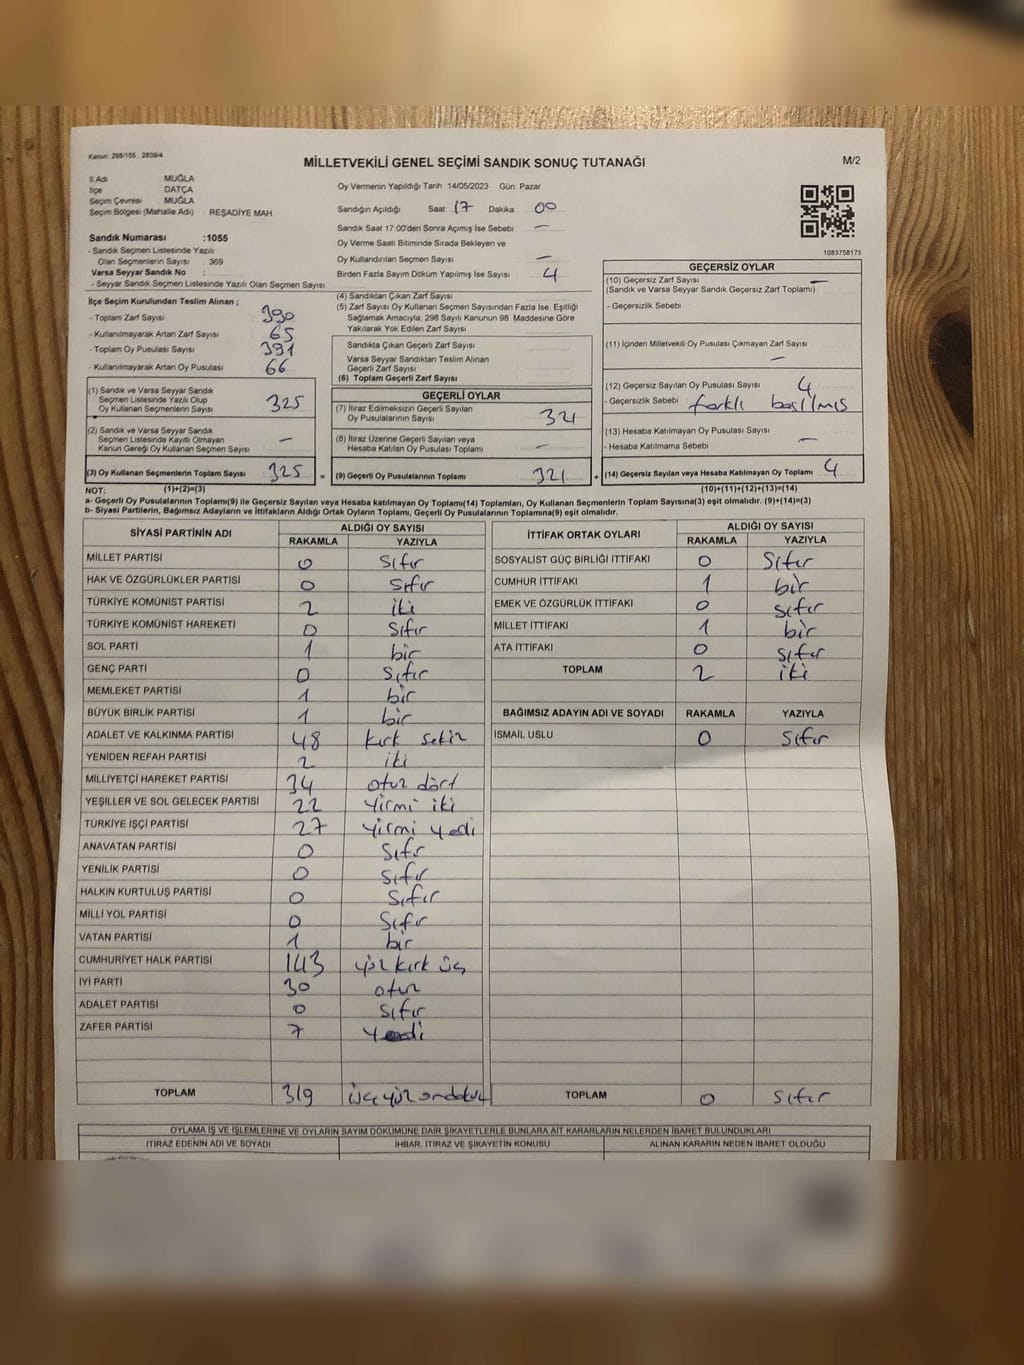 Kanun: 298/105 2839/4
MİLLETVEKİLİ GENEL SEÇİMİ SANDIK SONUÇ TUTANAĞI
M/2
İl Adı MUĞLA
İlçe DATÇA
Seçim Çevresi MUĞLA
Seçim Bölgesi (Mahalle Adı) : REŞADİYE MAH.
Sandık Numarası :1055
- Sandık Seçmen Listesinde Yazılı
Olan Seçmenlerin Sayısı : 369
Varsa Seyyar Sandık No :
- Seyyar Sandık Seçmen Listesinde Yazılı Olan Seçmen Sayısı:
Oy Vermenin Yapıldığı Tarih :14/05/2023 Gün: Pazar
Sandığın Açıldığı Saat 17 Dakika 00
Sandık Saat 17:00'den Sonra Açımış İse Sebebi —
Oy Verme Saati Bitiminde Sırada Bekleyen ve
Oy Kullandırılan Seçmen Sayısı —
Birden Fazla Sayım Döküm Yapılmış İse Sayısı 4
1083758175
İlçe Seçim Kurulundan Teslim Alınan ;
- Toplam Zarf Sayısı 390
- Kullanılmayarak Artan Zarf Sayısı 65
- Toplam Oy Pusulası Sayısı 391
- Kullanılmayarak Artan Oy Pusulası 66
(4) Sandıktan Çıkan Zarf Sayısı
(5) Zarf Sayısı Oy Kullanan Seçmen Sayısından Fazla İse, Eşitliği
Sağlamak Amacıyla, 298 Sayılı Kanunun 98. Maddesine Göre
Yakılarak Yok Edilen Zarf Sayısı
Sandıkta Çıkan Geçerli Zarf Sayısı
Varsa Seyyar Sandıktan Teslim Alınan
Geçerli Zarf Sayısı
(6) Toplam Geçerli Zarf Sayısı
GEÇERSİZ OYLAR
(10) Geçersiz Zarf Sayısı —
(Sandık ve Varsa Seyyar Sandık Geçersiz Zarf Toplamı)
- Geçersizlik Sebebi
(11) İçinden Milletvekili Oy Pusulası Çıkmayan Zarf Sayısı
—
(12) Geçersiz Sayılan Oy Pusulası Sayısı 4
- Geçersizlik Sebebi farklı basılmış
(13) Hesaba Katılmayan Oy Pusulası Sayısı
- Hesaba Katılmama Sebebi —
(14) Geçersiz Sayılan veya Hesaba Katılmayan Oy Toplamı 4
(10)+(11)+(12)+(13)=(14)
(1) Sandık ve Varsa Seyyar Sandık
Seçmen Listesinde Yazılı Olup
Oy Kullanan Seçmenlerin Sayısı 325
(2) Sandık ve Varsa Seyyar Sandık
Seçmen Listesinde Kayıtlı Olmayan
Kanun Gereği Oy Kullanan Seçmen Sayısı —
(3) Oy Kullanan Seçmenlerin Toplam Sayısı 325 =
GEÇERLİ OYLAR
(7) İtiraz Edilmeksizin Geçerli Sayılan
Oy Pusulalarının Sayısı 321
(8) İtiraz Üzerine Geçerli Sayılan veya
Hesaba Katılan Oy Pusulası Toplamı —
(9) Geçerli Oy Pusulalarının Toplamı 321 +
NOT: (1)+(2)=(3)
a- Geçerli Oy Pusulalarının Toplamı(9) ile Geçersiz Sayılan veya Hesaba katılmayan Oy Toplamı(14) Toplamları, Oy Kullanan Seçmenlerin Toplam Sayısına(3) eşit olmalıdır. (9)+(14)=(3)
b- Siyasi Partilerin, Bağımsız Adayların ve İttifakların Aldığı Ortak Oyların Toplamı, Geçerli Oy Pusulalarının Toplamına(9) eşit olmalıdır.
SİYASİ PARTİNİN ADI ALDIĞI OY SAYISI
RAKAMLA YAZIYLA
MİLLET PARTİSİ 0 Sıfır
HAK VE ÖZGÜRLÜKLER PARTİSİ 0 Sıfır
TÜRKİYE KOMÜNİST PARTİSİ 2 iki
TÜRKİYE KOMÜNİST HAREKETİ 0 Sıfır
SOL PARTİ 1 bir
GENÇ PARTİ 0 Sıfır
MEMLEKET PARTİSİ 1 bir
BÜYÜK BİRLİK PARTİSİ 1 bir
ADALET VE KALKINMA PARTİSİ 48 kırk sekiz
YENİDEN REFAH PARTİSİ 2 iki
MİLLİYETÇİ HAREKET PARTİSİ 34 otuz dört
YEŞİLLER VE SOL GELECEK PARTİSİ 22 yirmi iki
TÜRKİYE İŞÇİ PARTİSİ 27 yirmi yedi
ANAVATAN PARTİSİ 0 Sıfır
YENİLİK PARTİSİ 0 Sıfır
HALKIN KURTULUŞ PARTİSİ 0 Sıfır
MİLLİ YOL PARTİSİ 0 Sıfır
VATAN PARTİSİ 1 bir
CUMHURİYET HALK PARTİSİ 143 yüz kırk üç
İYİ PARTİ 30 otuz
ADALET PARTİSİ 0 Sıfır
ZAFER PARTİSİ 7 yedi
TOPLAM 319 üç yüz ondokuz
İTTİFAK ORTAK OYLARI ALDIĞI OY SAYISI
RAKAMLA YAZIYLA
SOSYALİST GÜÇ BİRLİĞİ İTTİFAKI 0 Sıfır
CUMHUR İTTİFAKI 1 bir
EMEK VE ÖZGÜRLÜK İTTİFAKI 0 sıfır
MİLLET İTTİFAKI 1 bir
ATA İTTİFAKI 0 sıfır
TOPLAM 2 iki
BAĞIMSIZ ADAYIN ADI VE SOYADI RAKAMLA YAZIYLA
İSMAİL USLU 0 Sıfır
TOPLAM 0 Sıfır
OYLAMA İŞ VE İŞLEMLERİNE VE OYLARIN SAYIM DÖKÜMÜNE DAİR ŞİKAYETLERLE BUNLARA AİT KARARLARIN NELERDEN İBARET BULUNDUKLARI
İTİRAZ EDENİN ADI VE SOYADI İHBAR, İTİRAZ VE ŞİKAYETİN KONUSU ALINAN KARARIN NEDEN İBARET OLDUĞU